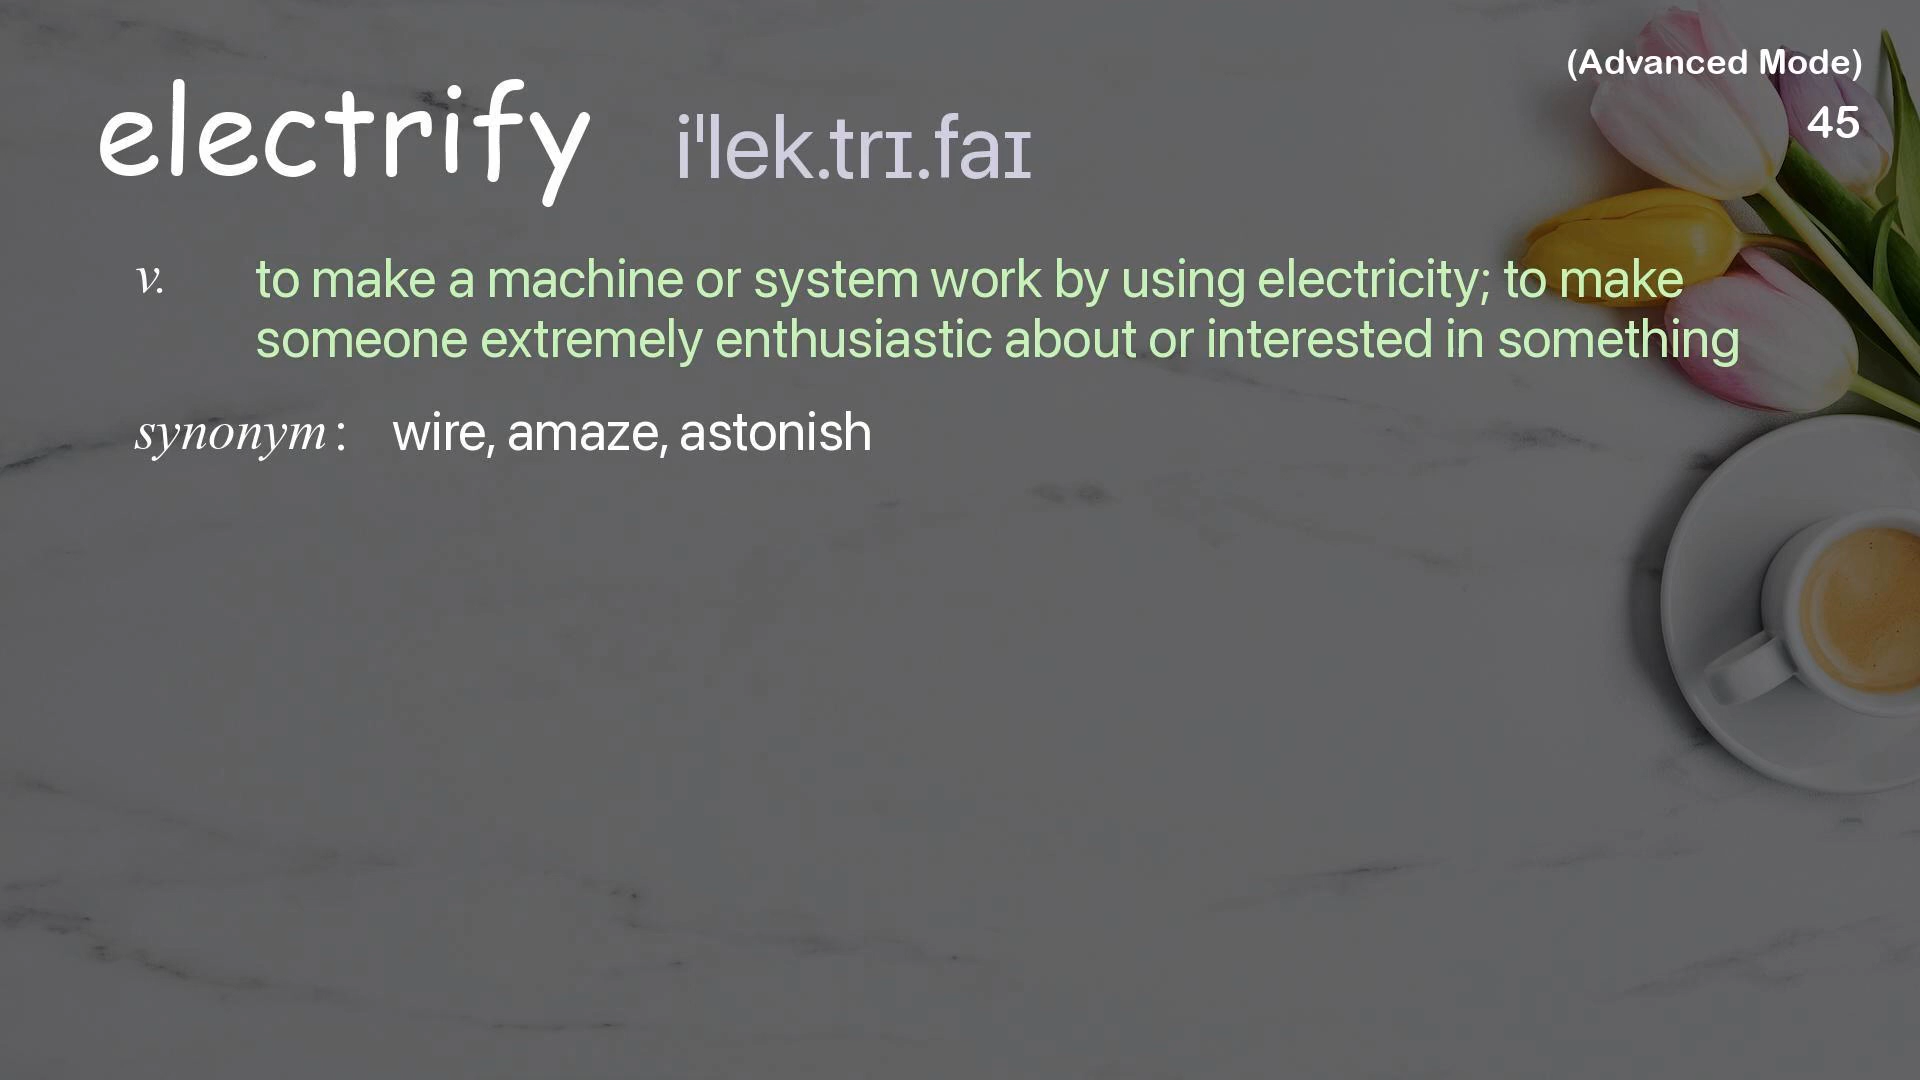 (Advanced Mode)
electrify iˈlek.trɪ.faɪ
45
v. to make a machine or system work by using electricity; to make
someone extremely enthusiastic about or interested in something
synonym : wire, amaze, astonish